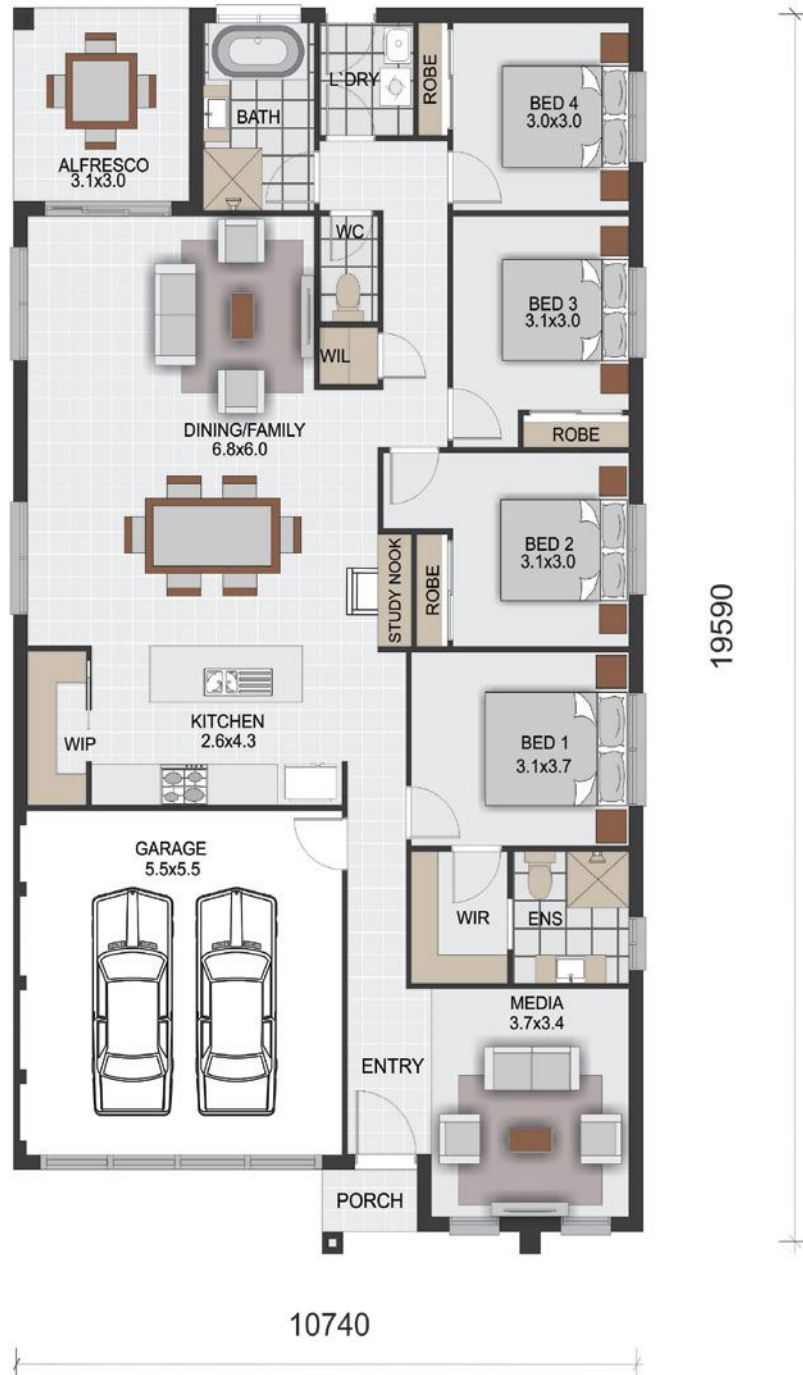 BATH
L'DRY
ROBE
BED 4
3.0x3.0
ALFRESCO
3.1x3.0
WC
BED 3
3.1x3.0
WIL
DINING/FAMILY
6.8x6.0
ROBE
STUDY NOOK
ROBE
BED 2
3.1x3.0
19590
KITCHEN
2.6x4.3
WIP
BED 1
3.1x3.7
GARAGE
5.5x5.5
WIR
ENS
MEDIA
3.7x3.4
ENTRY
PORCH
10740